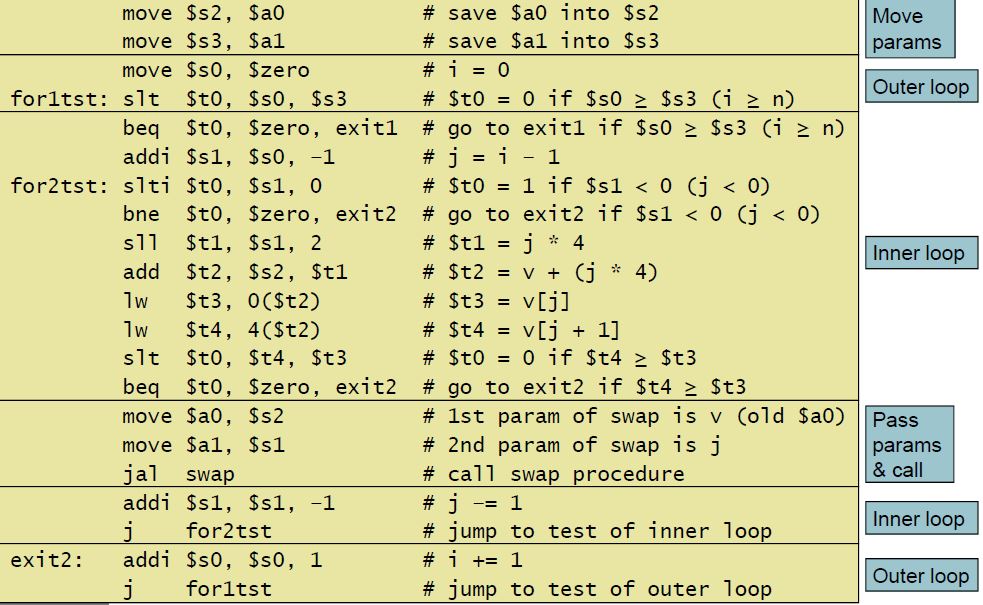 move $s2, $a0 # save $a0 into $s2
move $s3, $a1 # save $a1 into $s3
move $s0, $zero # i = 0
for1tst: slt $t0, $s0, $s3 # $t0 = 0 if $s0 ≥ $s3 (i ≥ n)
beq $t0, $zero, exit1 # go to exit1 if $s0 ≥ $s3 (i ≥ n)
addi $s1, $s0, –1 # j = i – 1
for2tst: slti $t0, $s1, 0 # $t0 = 1 if $s1 < 0 (j < 0)
bne $t0, $zero, exit2 # go to exit2 if $s1 < 0 (j < 0)
sll $t1, $s1, 2 # $t1 = j * 4
add $t2, $s2, $t1 # $t2 = v + (j * 4)
lw $t3, 0($t2) # $t3 = v[j]
lw $t4, 4($t2) # $t4 = v[j + 1]
slt $t0, $t4, $t3 # $t0 = 0 if $t4 ≥ $t3
beq $t0, $zero, exit2 # go to exit2 if $t4 ≥ $t3
move $a0, $s2 # 1st param of swap is v (old $a0)
move $a1, $s1 # 2nd param of swap is j
jal swap # call swap procedure
addi $s1, $s1, –1 # j –= 1
j for2tst # jump to test of inner loop
exit2: addi $s0, $s0, 1 # i += 1
j for1tst # jump to test of outer loop
Move
params
Outer loop
Inner loop
Pass
params
& call
Inner loop
Outer loop